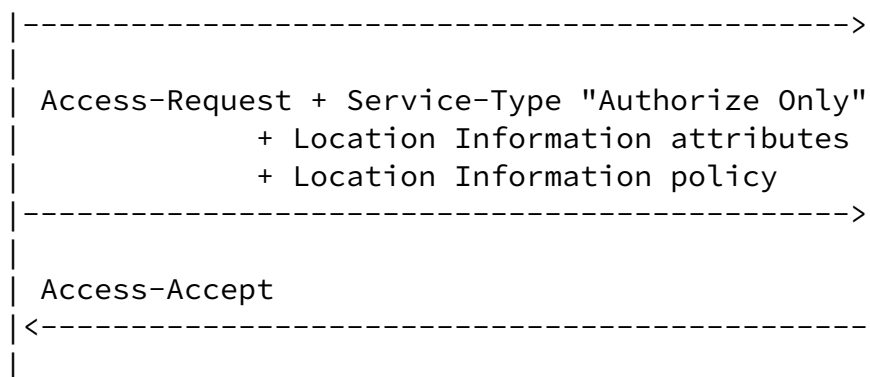 |---------------------------------------------->
|
| Access-Request + Service-Type "Authorize Only"
|             + Location Information attributes
|             + Location Information policy
|---------------------------------------------->
|
| Access-Accept
|<----------------------------------------------
|